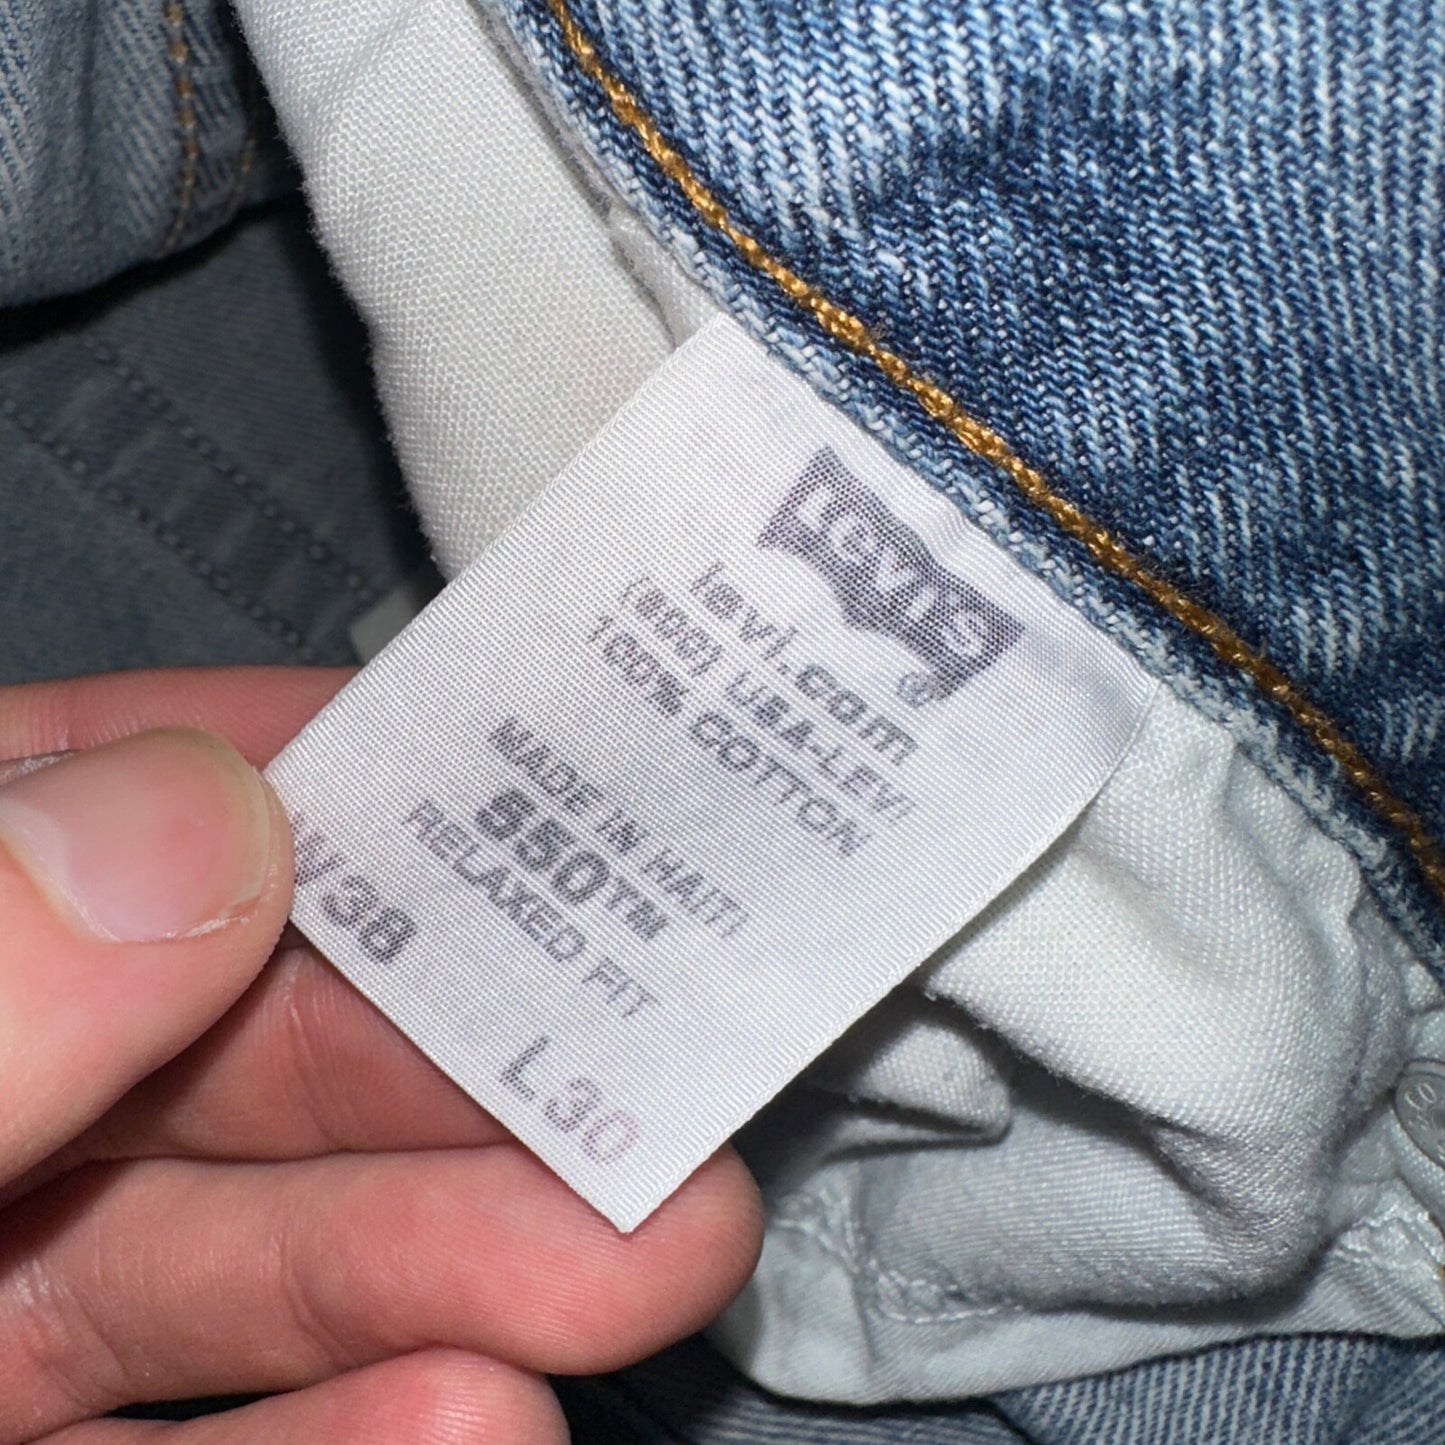 Levi's ®
levi.com
(800) USA-LEVI
100% COTTON
MADE IN HAITI
550TM
RELAXED FIT
W38 L30